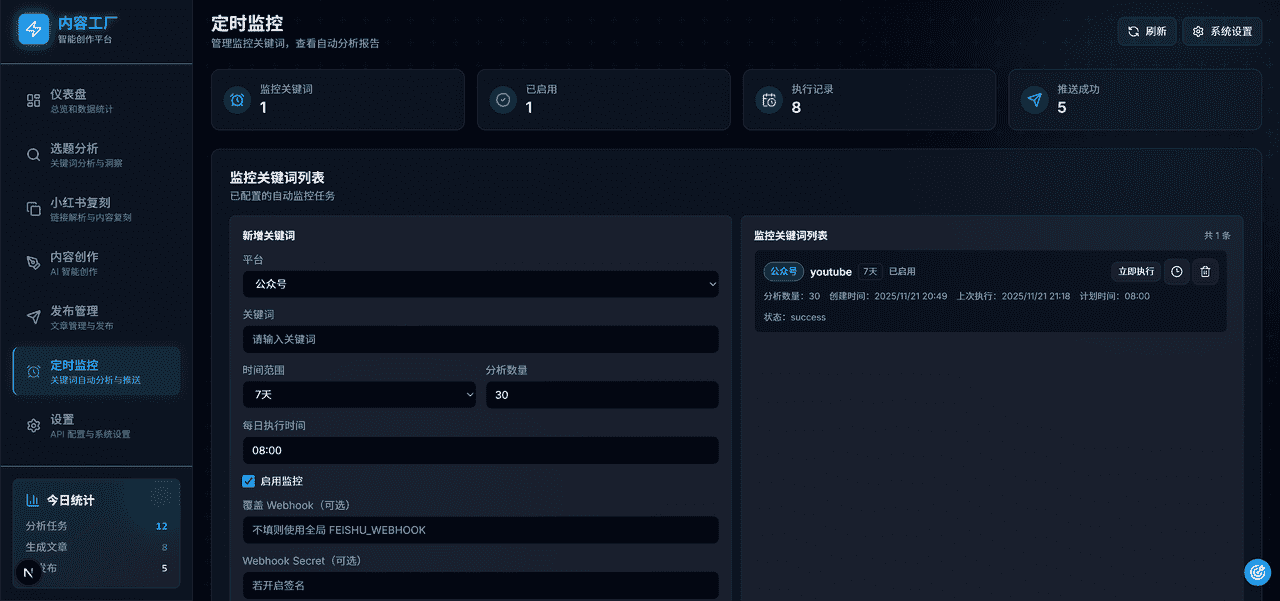 内容工厂
智能创作平台
仪表盘
总览和数据统计
选题分析
关键词分析与洞察
小红书复刻
链接解析与内容复刻
内容创作
AI 智能创作
发布管理
文章管理与发布
定时监控
关键词自动分析与推送
设置
API 配置与系统设置
今日统计
分析任务 12
生成文章 8
发布 5
N
定时监控
管理监控关键词，查看自动分析报告
刷新
系统设置
监控关键词
1
已启用
1
执行记录
8
推送成功
5
监控关键词列表
已配置的自动监控任务
新增关键词
平台
公众号
关键词
请输入关键词
时间范围
7天
分析数量
30
每日执行时间
08:00
启用监控
覆盖 Webhook（可选）
不填则使用全局 FEISHU_WEBHOOK
Webhook Secret（可选）
若开启签名
监控关键词列表
共 1 条
公众号 youtube 7天 已启用
立即执行
分析数量：30 创建时间：2025/11/21 20:49 上次执行：2025/11/21 21:18 计划时间：08:00
状态：success